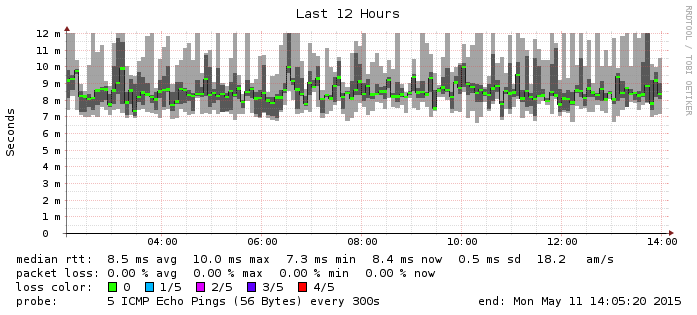 Last 12 Hours
RRDTOOL / TOBI OETIKER
Seconds
12 m
11 m
10 m
9 m
8 m
7 m
6 m
5 m
4 m
3 m
2 m
1 m
0
04:00 06:00 08:00 10:00 12:00 14:00
median rtt: 8.5 ms avg 10.0 ms max 7.3 ms min 8.4 ms now 0.5 ms sd 18.2 am/s
packet loss: 0.00 % avg 0.00 % max 0.00 % min 0.00 % now
loss color: 0 1/5 2/5 3/5 4/5
probe: 5 ICMP Echo Pings (56 Bytes) every 300s end: Mon May 11 14:05:20 2015